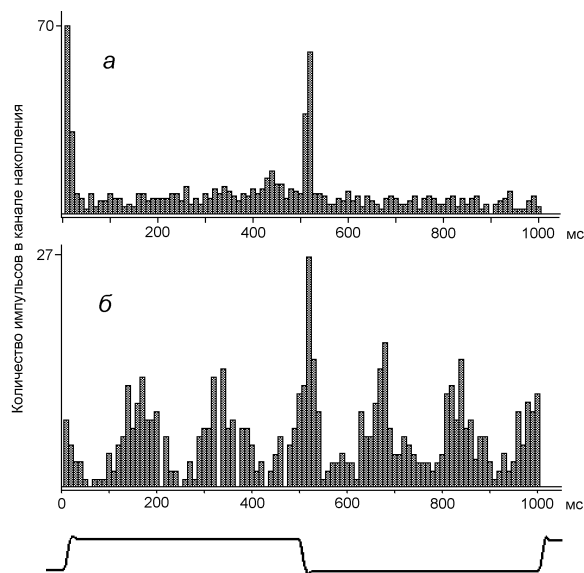 Количество импульсов в канале накопления
70
а
200 400 600 800 1000 мс
27
б
0 200 400 600 800 1000 мс